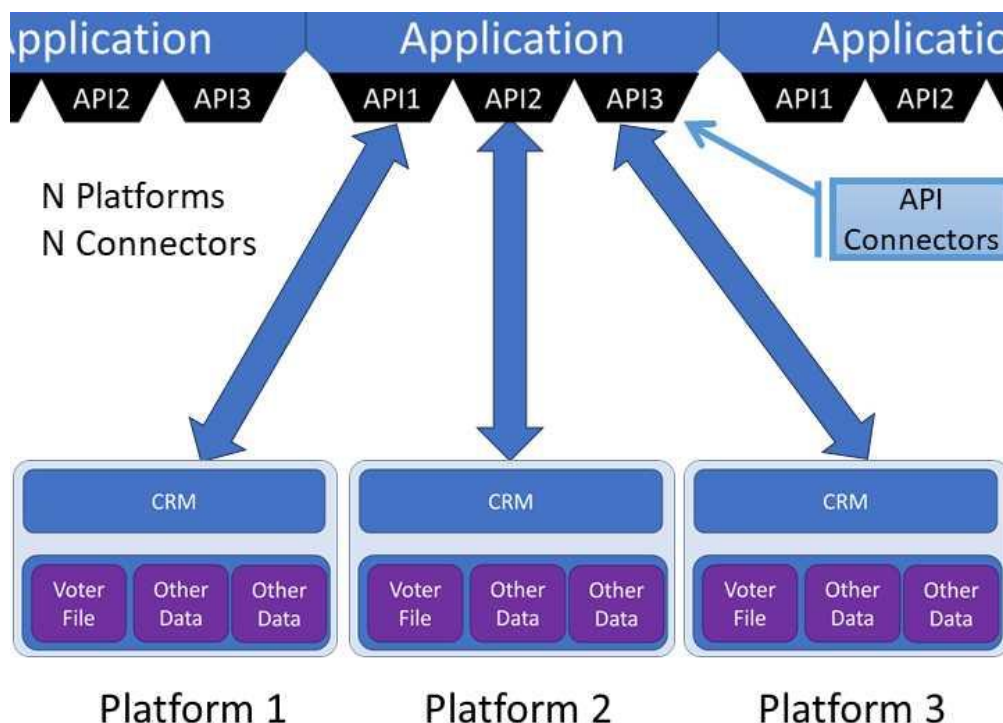 Application Application Applicatio
API2 API3 API1 API2 API3 API1 API2
N Platforms
N Connectors
API
Connectors
CRM CRM CRM
Voter Other Other Voter Other Other Voter Other Other
File Data Data File Data Data File Data Data
Platform 1 Platform 2 Platform 3